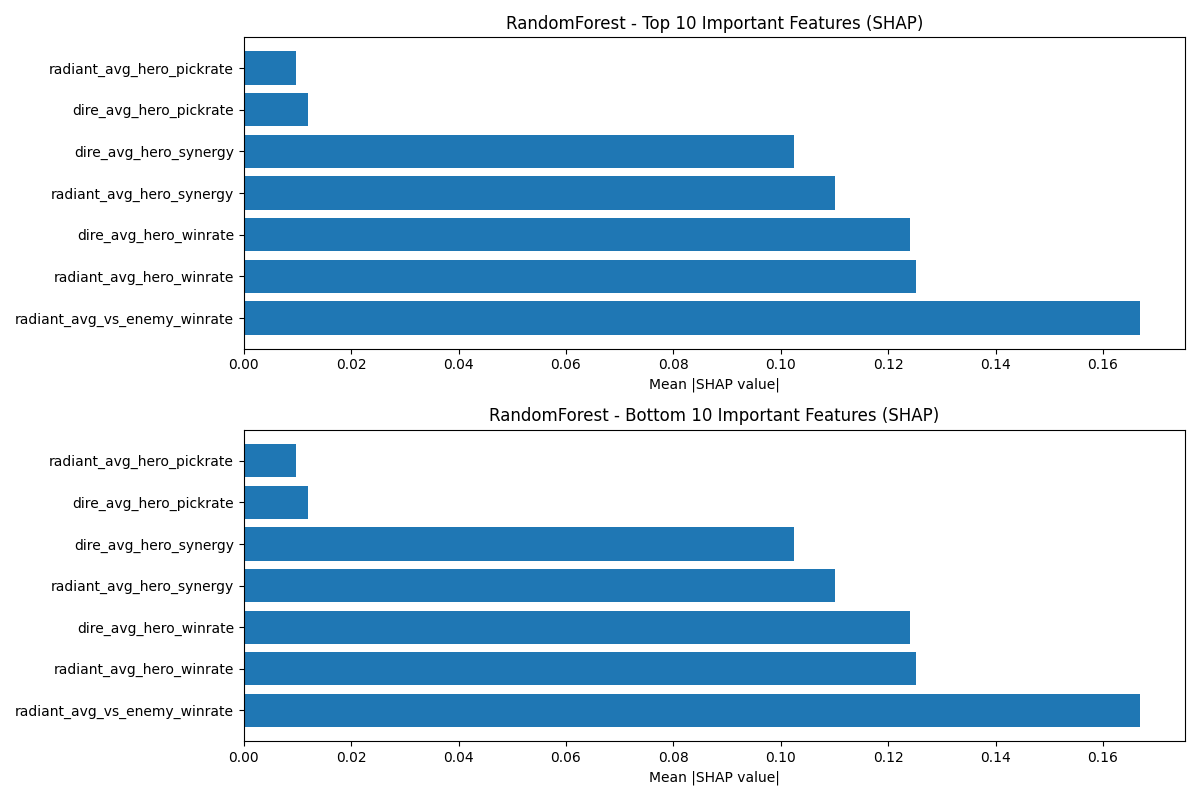 RandomForest - Top 10 Important Features (SHAP)
radiant_avg_hero_pickrate
dire_avg_hero_pickrate
dire_avg_hero_synergy
radiant_avg_hero_synergy
dire_avg_hero_winrate
radiant_avg_hero_winrate
radiant_avg_vs_enemy_winrate
0.00 0.02 0.04 0.06 0.08 0.10 0.12 0.14 0.16
Mean |SHAP value|
RandomForest - Bottom 10 Important Features (SHAP)
radiant_avg_hero_pickrate
dire_avg_hero_pickrate
dire_avg_hero_synergy
radiant_avg_hero_synergy
dire_avg_hero_winrate
radiant_avg_hero_winrate
radiant_avg_vs_enemy_winrate
0.00 0.02 0.04 0.06 0.08 0.10 0.12 0.14 0.16
Mean |SHAP value|